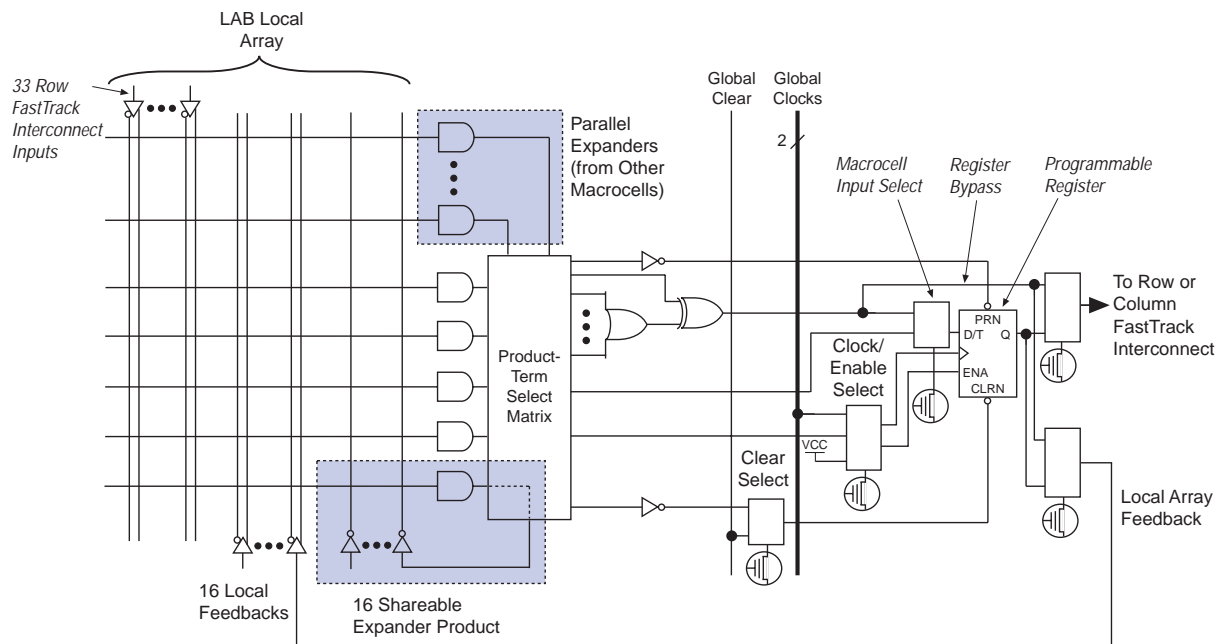 LAB Local
Array
33 Row
FastTrack
Interconnect
Inputs
Parallel
Expanders
(from Other
Macrocells)
Global
Clear
Global
Clocks
2
Macrocell
Input Select
Register
Bypass
Programmable
Register
To Row or
Column
FastTrack
Interconnect
PRN
D/T Q
ENA
CLRN
Product-
Term
Select
Matrix
Clock/
Enable
Select
VCC
Clear
Select
Local Array
Feedback
16 Local
Feedbacks
16 Shareable
Expander Product